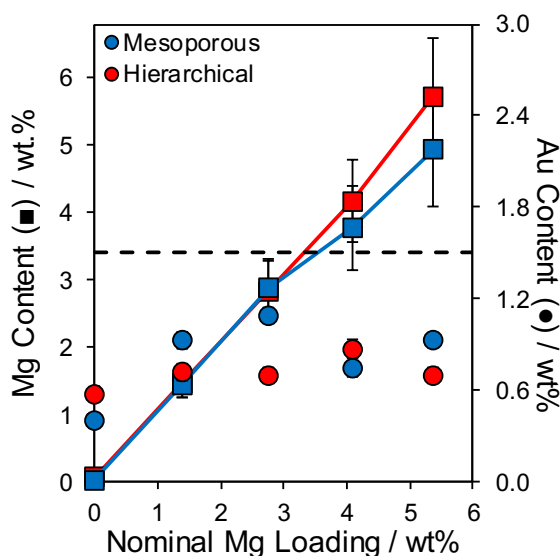 Mesoporous
Hierarchical
Mg Content (■) / wt.%
6
5
4
3
2
1
0
3.0
2.4
1.8
1.2
0.6
0.0
Au Content (●) / wt%
0 1 2 3 4 5 6
Nominal Mg Loading / wt%